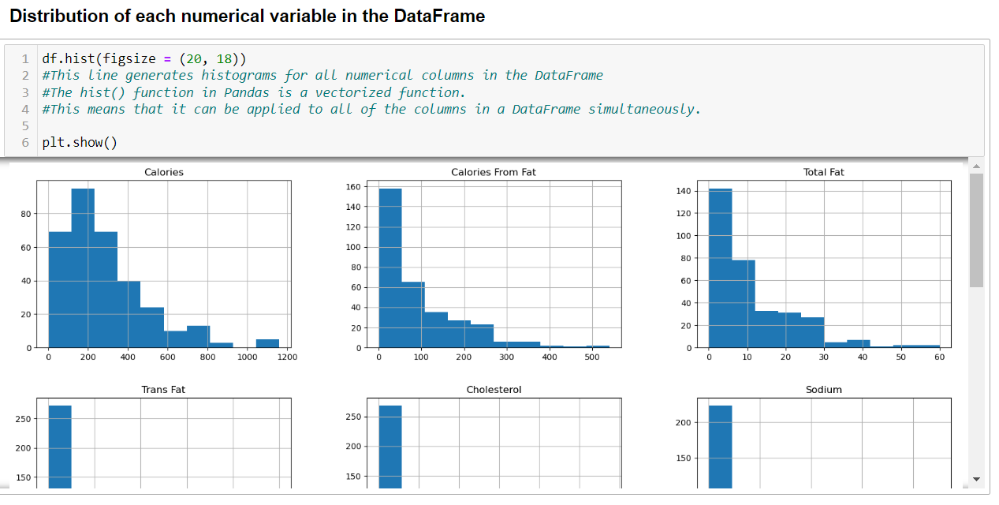 Distribution of each numerical variable in the DataFrame
1 df.hist(figsize = (20, 18))
2 #This line generates histograms for all numerical columns in the DataFrame
3 #The hist() function in Pandas is a vectorized function.
4 #This means that it can be applied to all of the columns in a DataFrame simultaneously.
5
6 plt.show()
Calories
80
60
40
20
0
0 200 400 600 800 1000 1200
Calories From Fat
160
140
120
100
80
60
40
20
0
0 100 200 300 400 500
Total Fat
140
120
100
80
60
40
20
0
0 10 20 30 40 50 60
Trans Fat
250
200
150
Cholesterol
250
200
150
Sodium
200
150